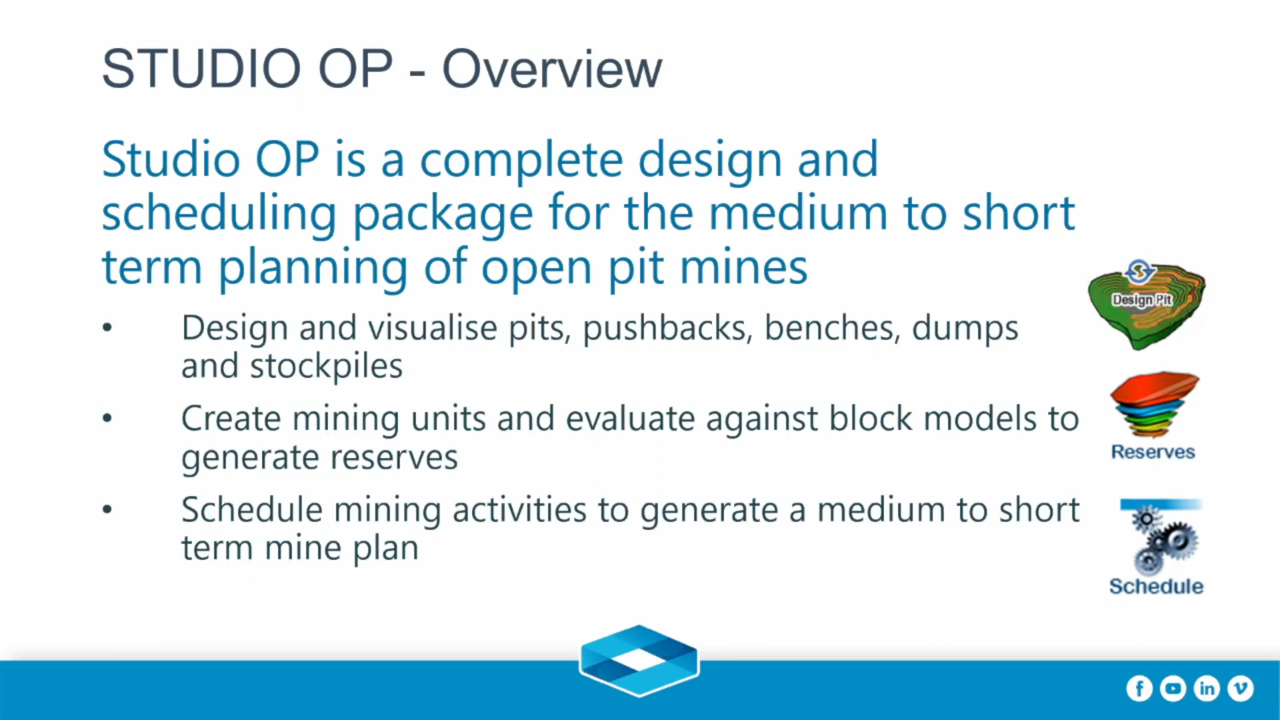 STUDIO OP - Overview
Studio OP is a complete design and
scheduling package for the medium to short
term planning of open pit mines
• Design and visualise pits, pushbacks, benches, dumps
and stockpiles
Design Pit
• Create mining units and evaluate against block models to
generate reserves
Reserves
• Schedule mining activities to generate a medium to short
term mine plan
Schedule